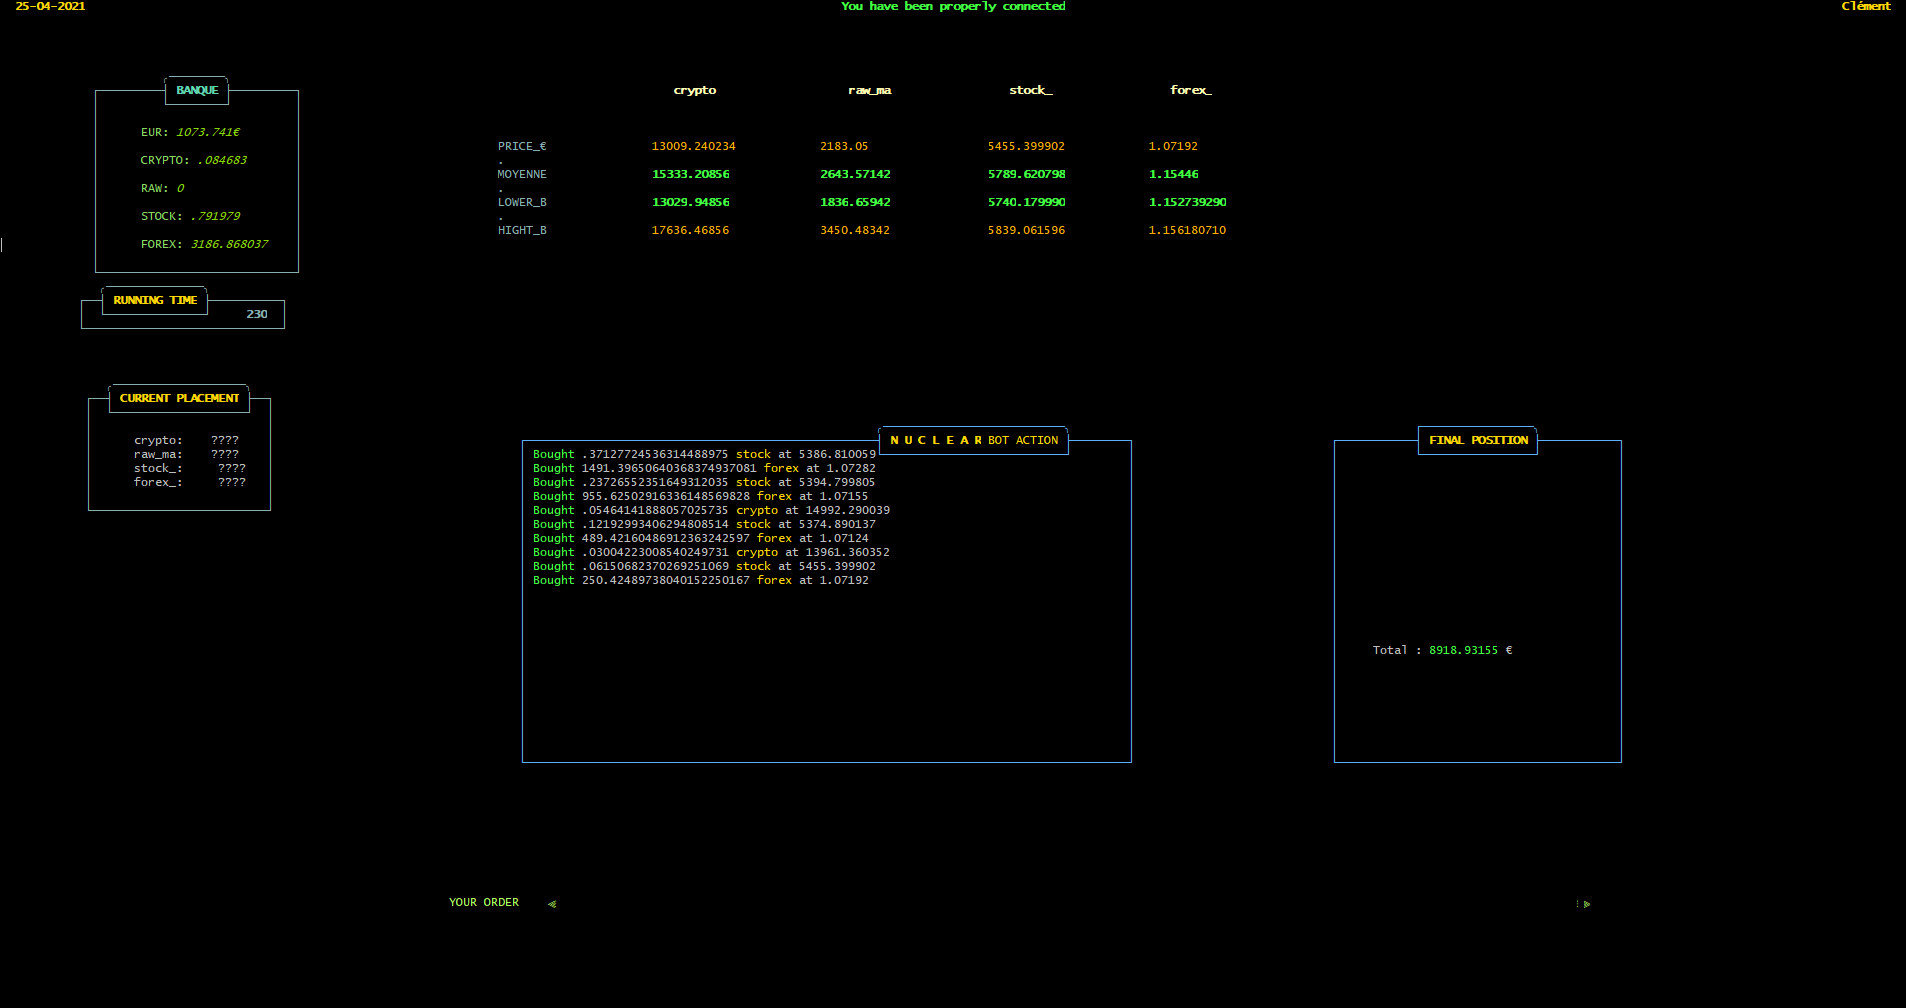 25-04-2021 You have been properly connected Clément
BANQUE
EUR: 1073.741€
CRYPTO: .084683
RAW: 0
STOCK: .791979
FOREX: 3186.868037
RUNNING TIME
230
CURRENT PLACEMENT
crypto: ????
raw_ma: ????
stock_: ????
forex_: ????
crypto raw_ma stock_ forex_
PRICE_€ 13009.240234 2183.05 5455.399902 1.07192
.
MOYENNE 15333.20856 2643.57142 5789.620798 1.15446
.
LOWER_B 13029.94856 1836.65942 5740.179990 1.152739290
.
HIGHT_B 17636.46856 3450.48342 5839.061596 1.156180710
N U C L E A R BOT ACTION
Bought .37127724536314488975 stock at 5386.810059
Bought 1491.39650640368374937081 forex at 1.07282
Bought .23726552351649312035 stock at 5394.799805
Bought 955.62502916336148569828 forex at 1.07155
Bought .05464141888057025735 crypto at 14992.290039
Bought .12192993406294808514 stock at 5374.890137
Bought 489.42160486912363242597 forex at 1.07124
Bought .03004223008540249731 crypto at 13961.360352
Bought .06150682370269251069 stock at 5455.399902
Bought 250.42489738040152250167 forex at 1.07192
FINAL POSITION
Total : 8918.93155 €
YOUR ORDER